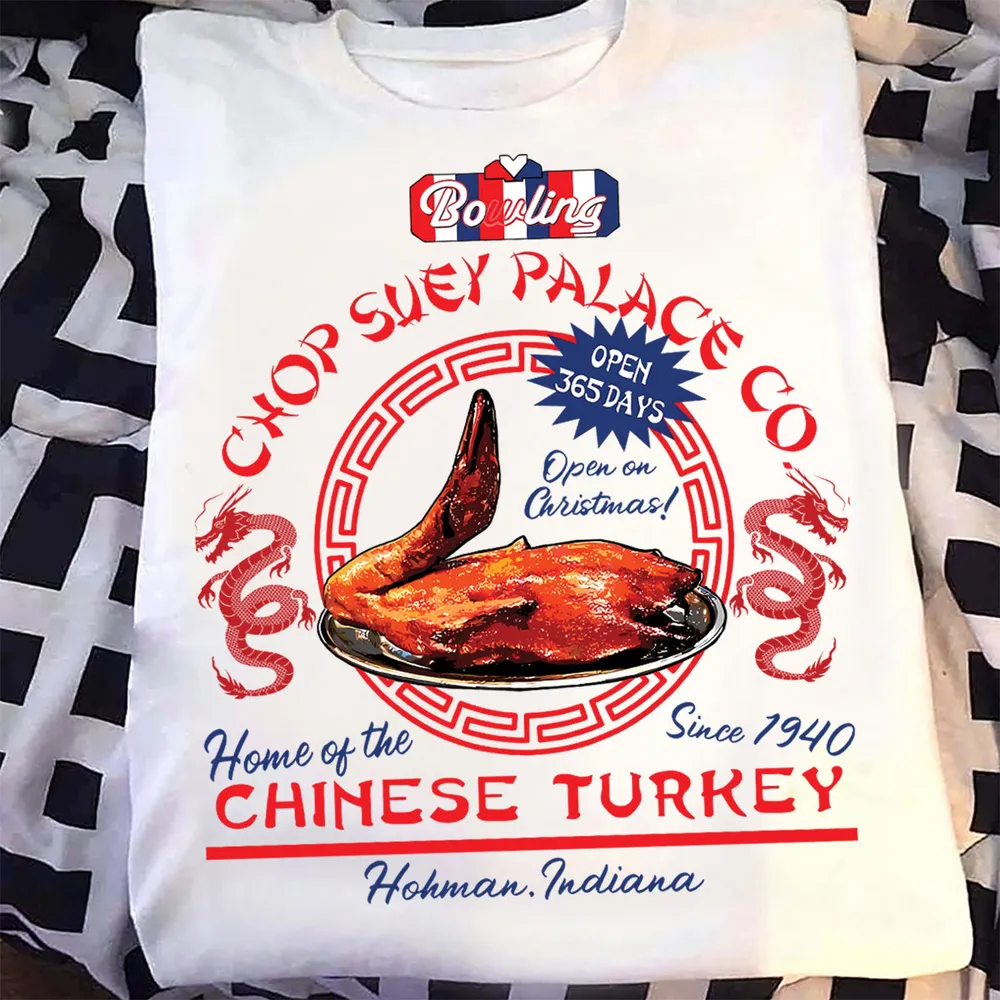 Bowling
CHOP SUEY PALACE CO.
OPEN
365 DAYS
Open on
Christmas!
Home of the
Since 1940
CHINESE TURKEY
Hohman, Indiana